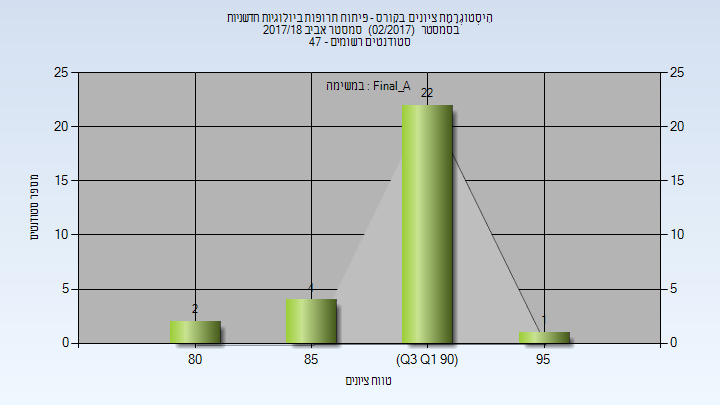 היסטוגרמת ציונים בקורס - פיתוח תרופות ביולוגיות חדשניות
בסמסטר (02/2017) סמסטר אביב 2017/18
סטודנטים רשומים - 47
במשימה : Final_A
25
20
15
10
5
0
25
20
15
10
5
0
2
4
22
1
80
85
(Q3 Q1 90)
95
מספר סטודנטים
טווח ציונים